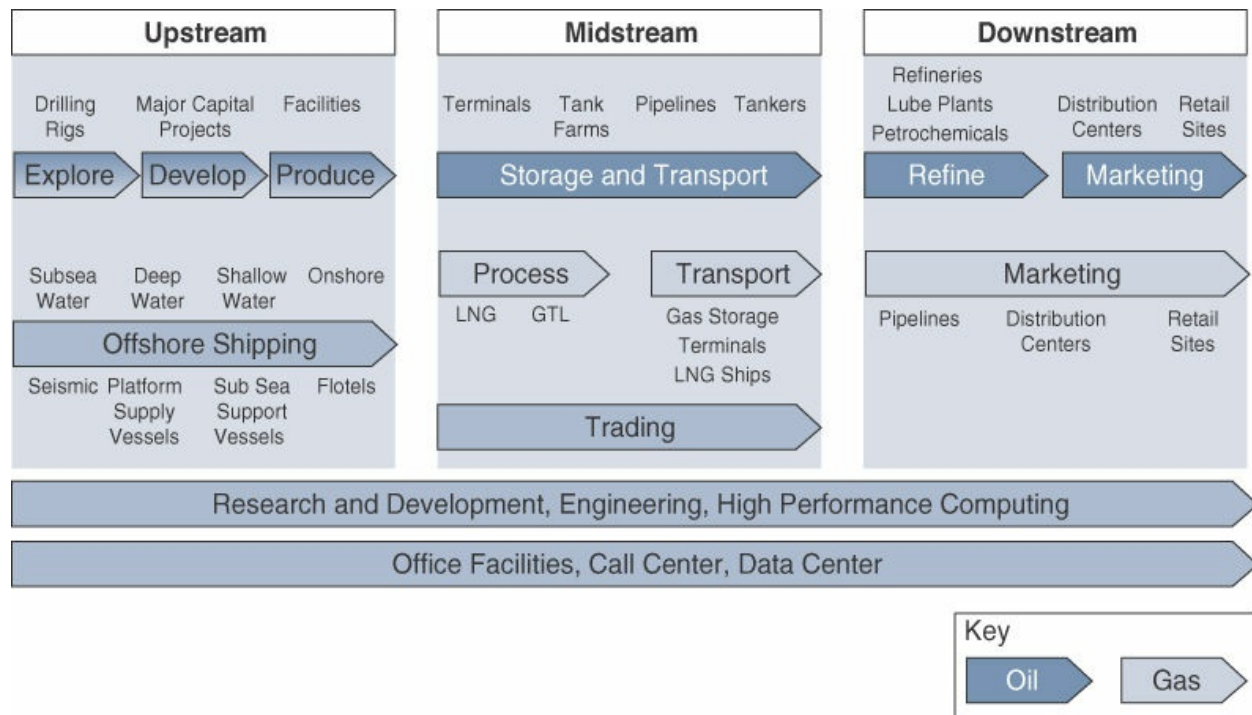 Upstream
Midstream
Downstream
Drilling
Rigs
Major Capital
Projects
Facilities
Explore
Develop
Produce
Subsea
Water
Deep
Water
Shallow
Water
Onshore
Offshore Shipping
Seismic
Platform
Supply
Vessels
Sub Sea
Support
Vessels
Flotels
Terminals
Tank
Farms
Pipelines
Tankers
Storage and Transport
Process
LNG
GTL
Transport
Gas Storage
Terminals
LNG Ships
Trading
Refineries
Lube Plants
Petrochemicals
Distribution
Centers
Retail
Sites
Refine
Marketing
Marketing
Pipelines
Distribution
Centers
Retail
Sites
Research and Development, Engineering, High Performance Computing
Office Facilities, Call Center, Data Center
Key
Oil
Gas